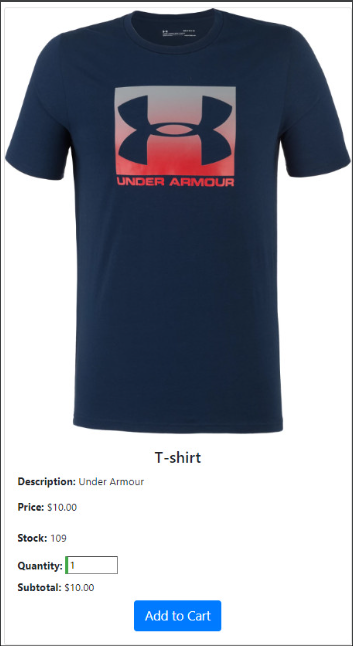 UNDER ARMOUR
T-shirt
Description: Under Armour
Price: $10.00
Stock: 109
Quantity: 1
Subtotal: $10.00
Add to Cart